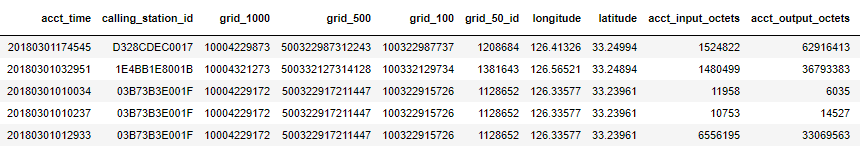 acct_time calling_station_id grid_1000 grid_500 grid_100 grid_50_id longitude latitude acct_input_octets acct_output_octets
20180301174545 D328CDEC0017 10004229873 500322987312243 100322987737 1208684 126.41326 33.24994 1524822 62916413
20180301032951 1E4BB1E8001B 10004321273 500332127314128 100332129734 1381643 126.56521 33.24894 1480499 36793383
20180301010034 03B73B3E001F 10004229172 500322917211447 100322915726 1128652 126.33577 33.23961 11958 6035
20180301010237 03B73B3E001F 10004229172 500322917211447 100322915726 1128652 126.33577 33.23961 10753 14527
20180301012933 03B73B3E001F 10004229172 500322917211447 100322915726 1128652 126.33577 33.23961 6556195 33069563